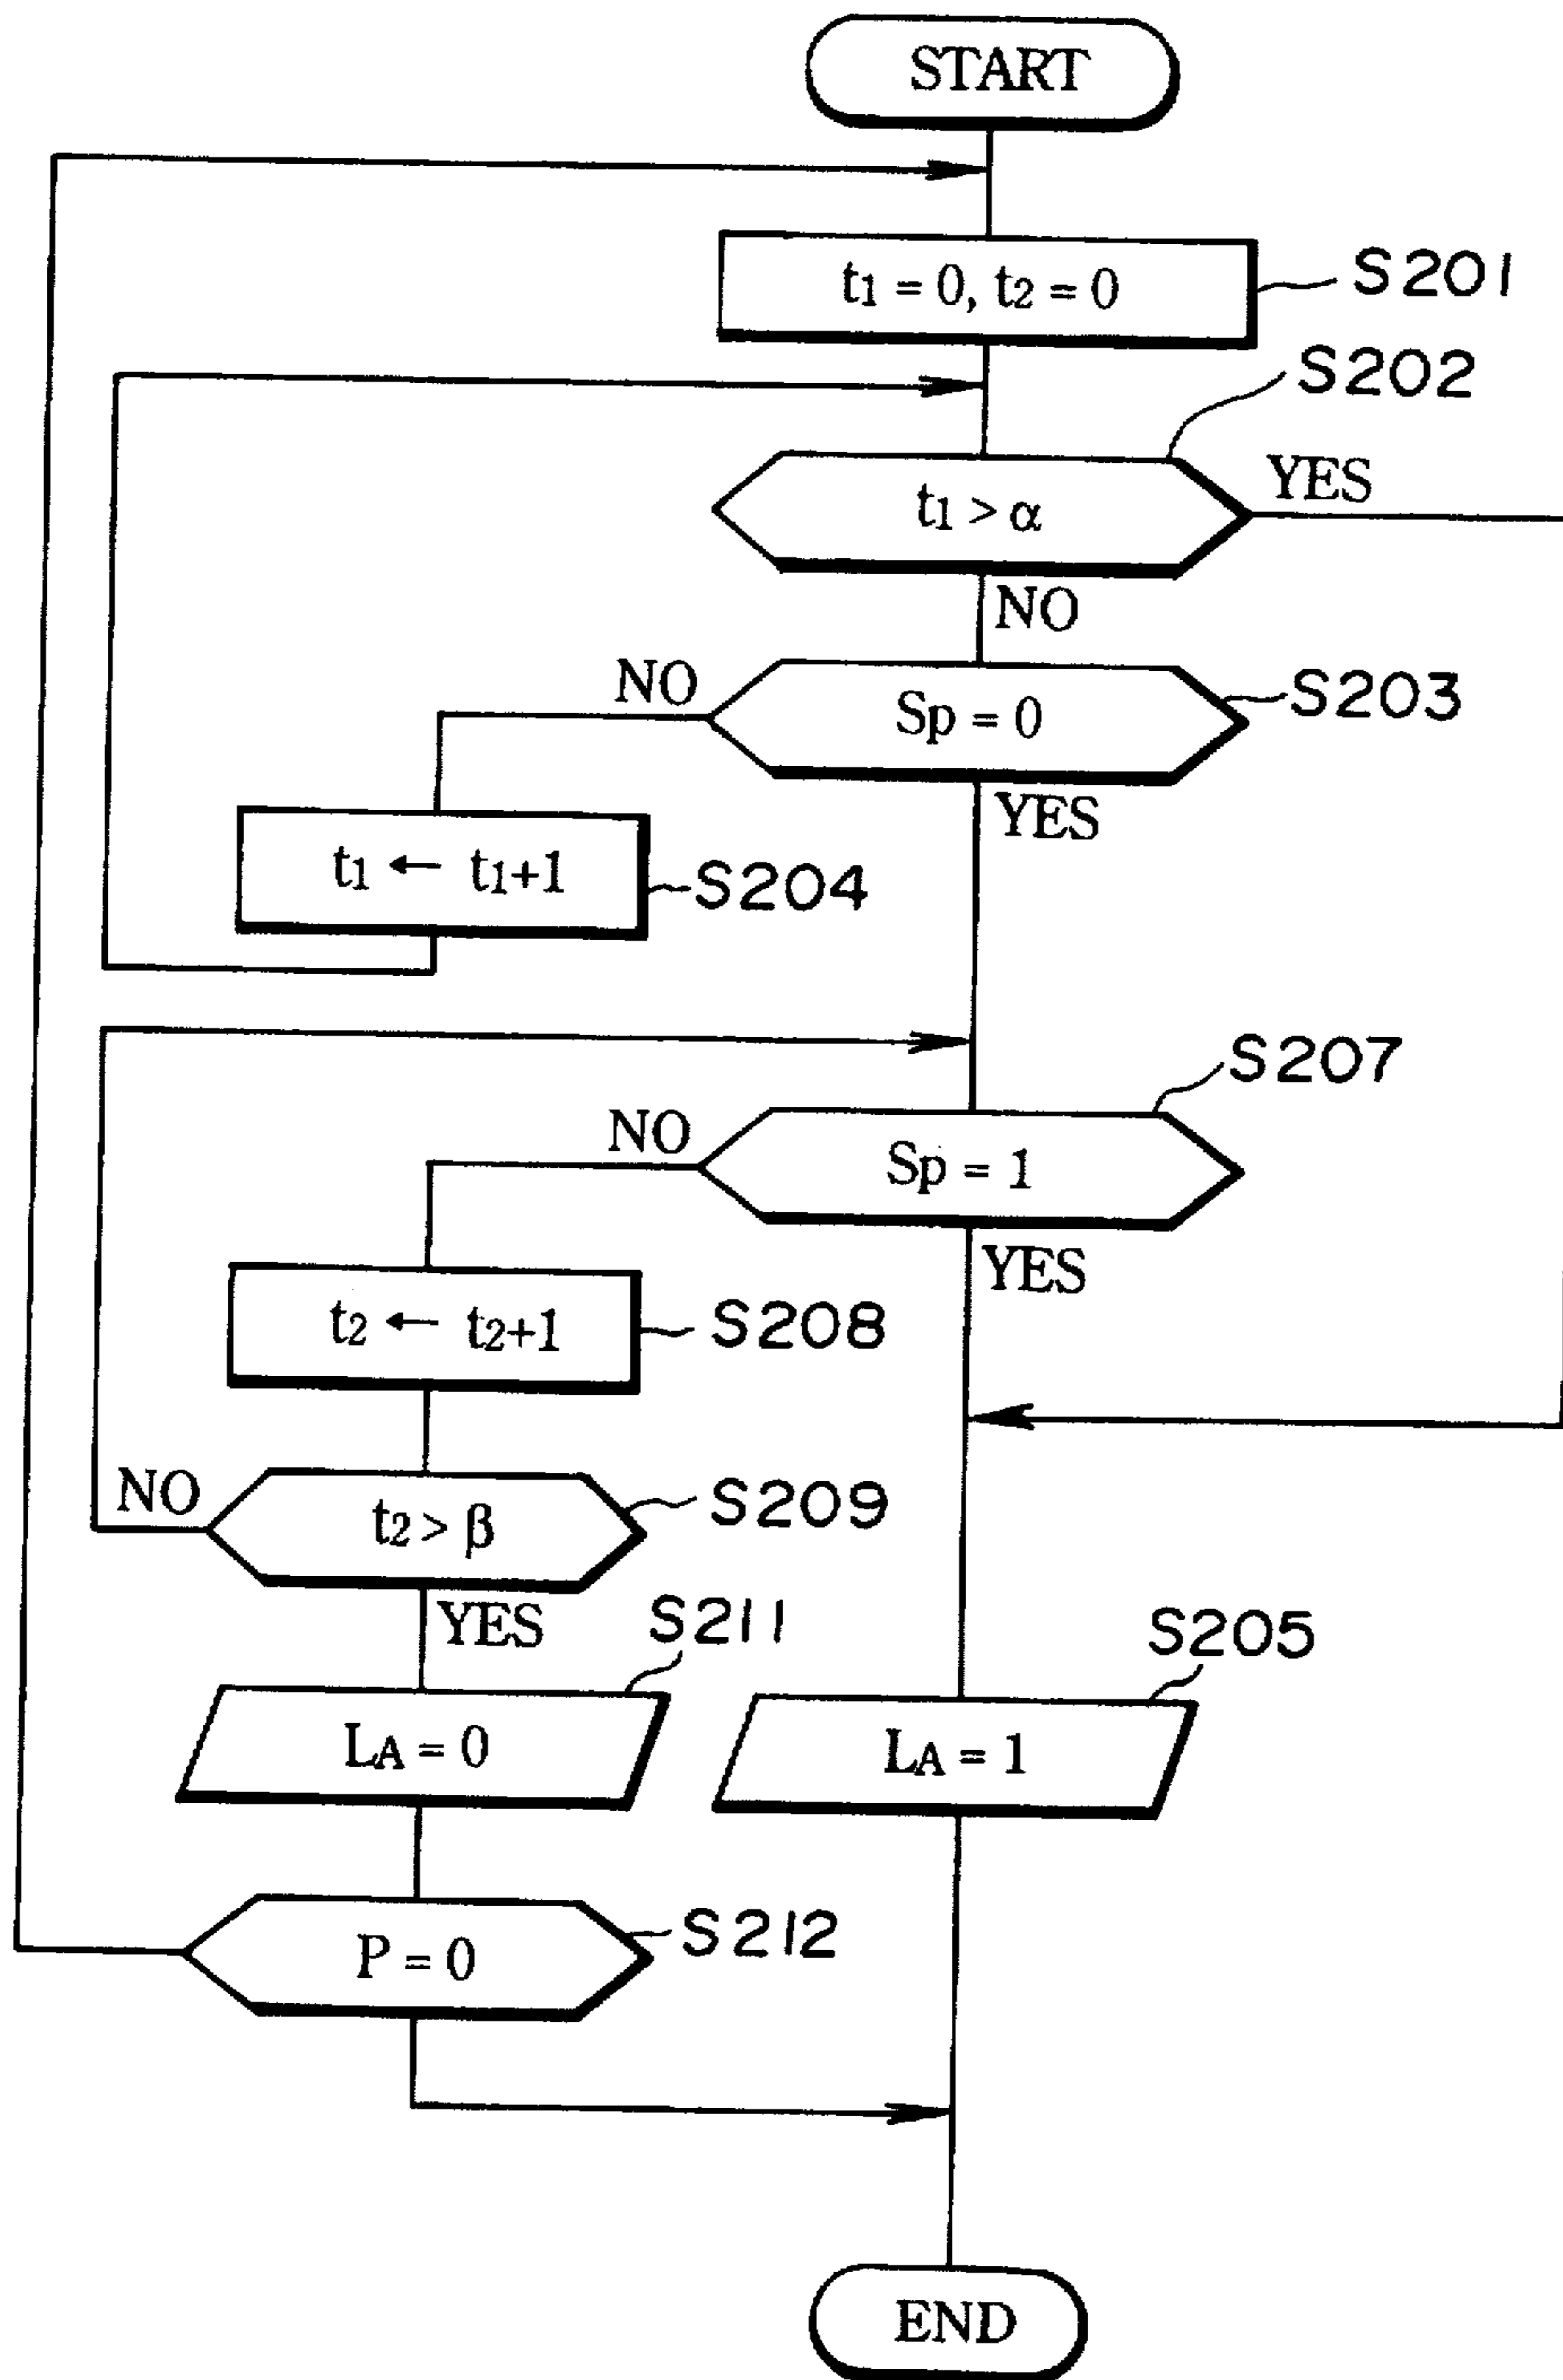 START
t₁ = 0, t₂ = 0
S201
S202
t₁ > α
YES
NO
Sp = 0
S203
NO
YES
t₁ ← t₁+1
S204
S207
Sp = 1
NO
YES
t₂ ← t₂+1
S208
t₂ > β
S209
NO
YES
S211
LA = 0
S205
LA = 1
P = 0
S212
END